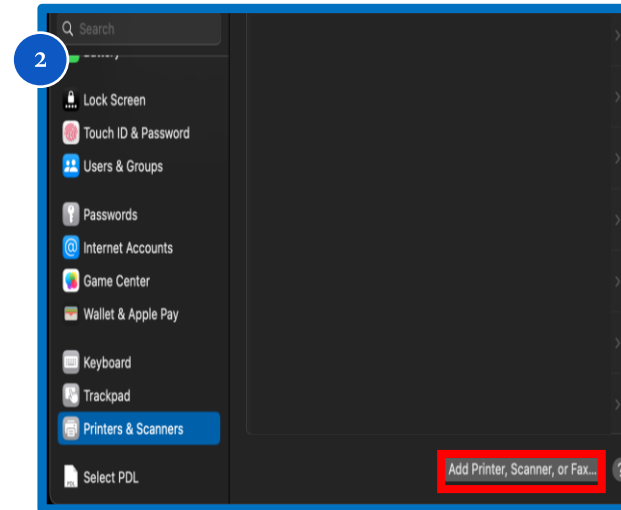 Search
2
Lock Screen
Touch ID & Password
Users & Groups
Passwords
Internet Accounts
Game Center
Wallet & Apple Pay
Keyboard
Trackpad
Printers & Scanners
Add Printer, Scanner, or Fax... ?
Select PDL